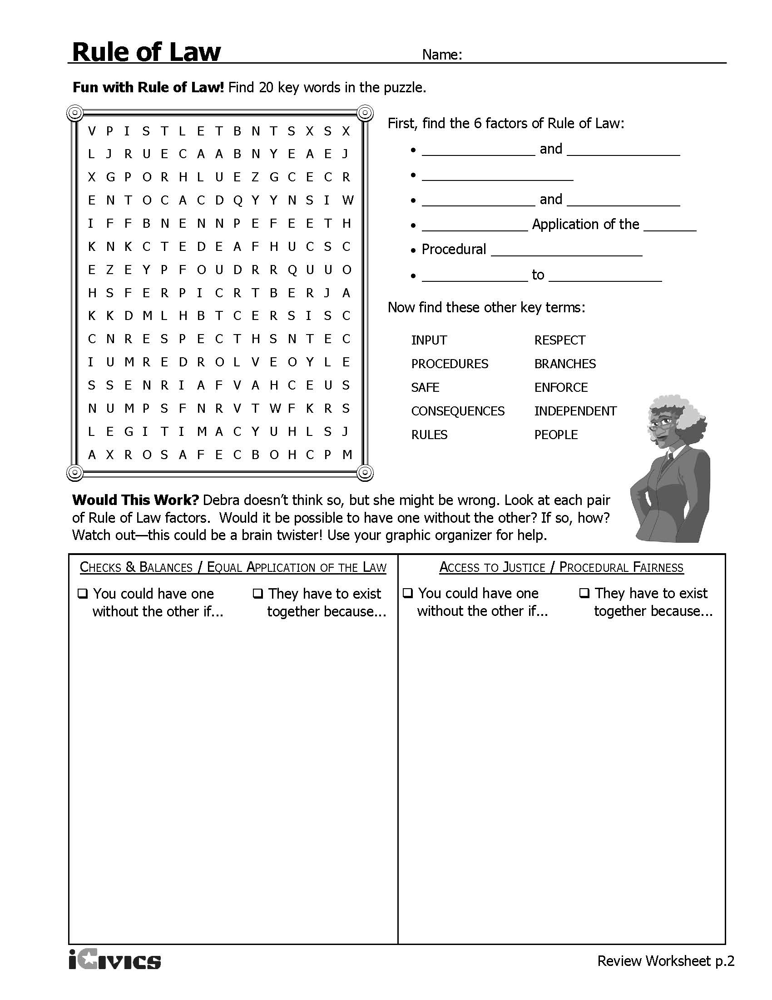 Rule of Law
Name:
Fun with Rule of Law! Find 20 key words in the puzzle.
V P I S T L E T B N T S X S X
L J R U E C A A B N Y E A E J
X G P O R H L U E Z G C E C R
E N T O C A C D Q Y Y N S I W
I F F B N E N N P E F E E T H
K N K C T E D E A F H U C S C
E Z E Y P F O U D R R Q U U O
H S F E R P I C R T B E R J A
K K D M L H B T C E R S I S C
C N R E S P E C T H S N T E C
I U M R E D R O L V E O Y L E
S S E N R I A F V A H C E U S
N U M P S F N R V T W F K R S
L E G I T I M A C Y U H L S J
A X R O S A F E C B O H C P M
First, find the 6 factors of Rule of Law:
• _______________ and _______________
• ____________________
• _______________ and _______________
• ______________ Application of the _______
• Procedural ____________________
• ______________ to _______________
Now find these other key terms:
INPUT RESPECT
PROCEDURES BRANCHES
SAFE ENFORCE
CONSEQUENCES INDEPENDENT
RULES PEOPLE
Would This Work? Debra doesn’t think so, but she might be wrong. Look at each pair
of Rule of Law factors.  Would it be possible to have one without the other? If so, how?
Watch out—this could be a brain twister! Use your graphic organizer for help.
CHECKS & BALANCES / EQUAL APPLICATION OF THE LAW
❑ You could have one
without the other if...
❑ They have to exist
together because...
ACCESS TO JUSTICE / PROCEDURAL FAIRNESS
❑ You could have one
without the other if...
❑ They have to exist
together because...
iCivics
Review Worksheet p.2